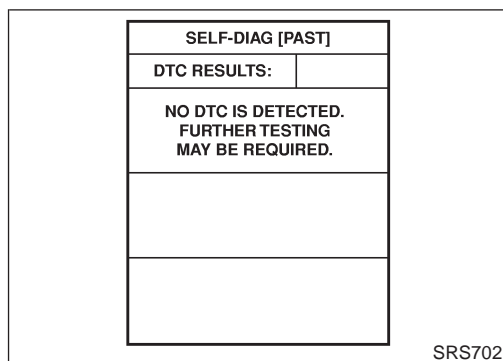 SELF-DIAG [PAST]
DTC RESULTS:
NO DTC IS DETECTED.
FURTHER TESTING
MAY BE REQUIRED.
SRS702